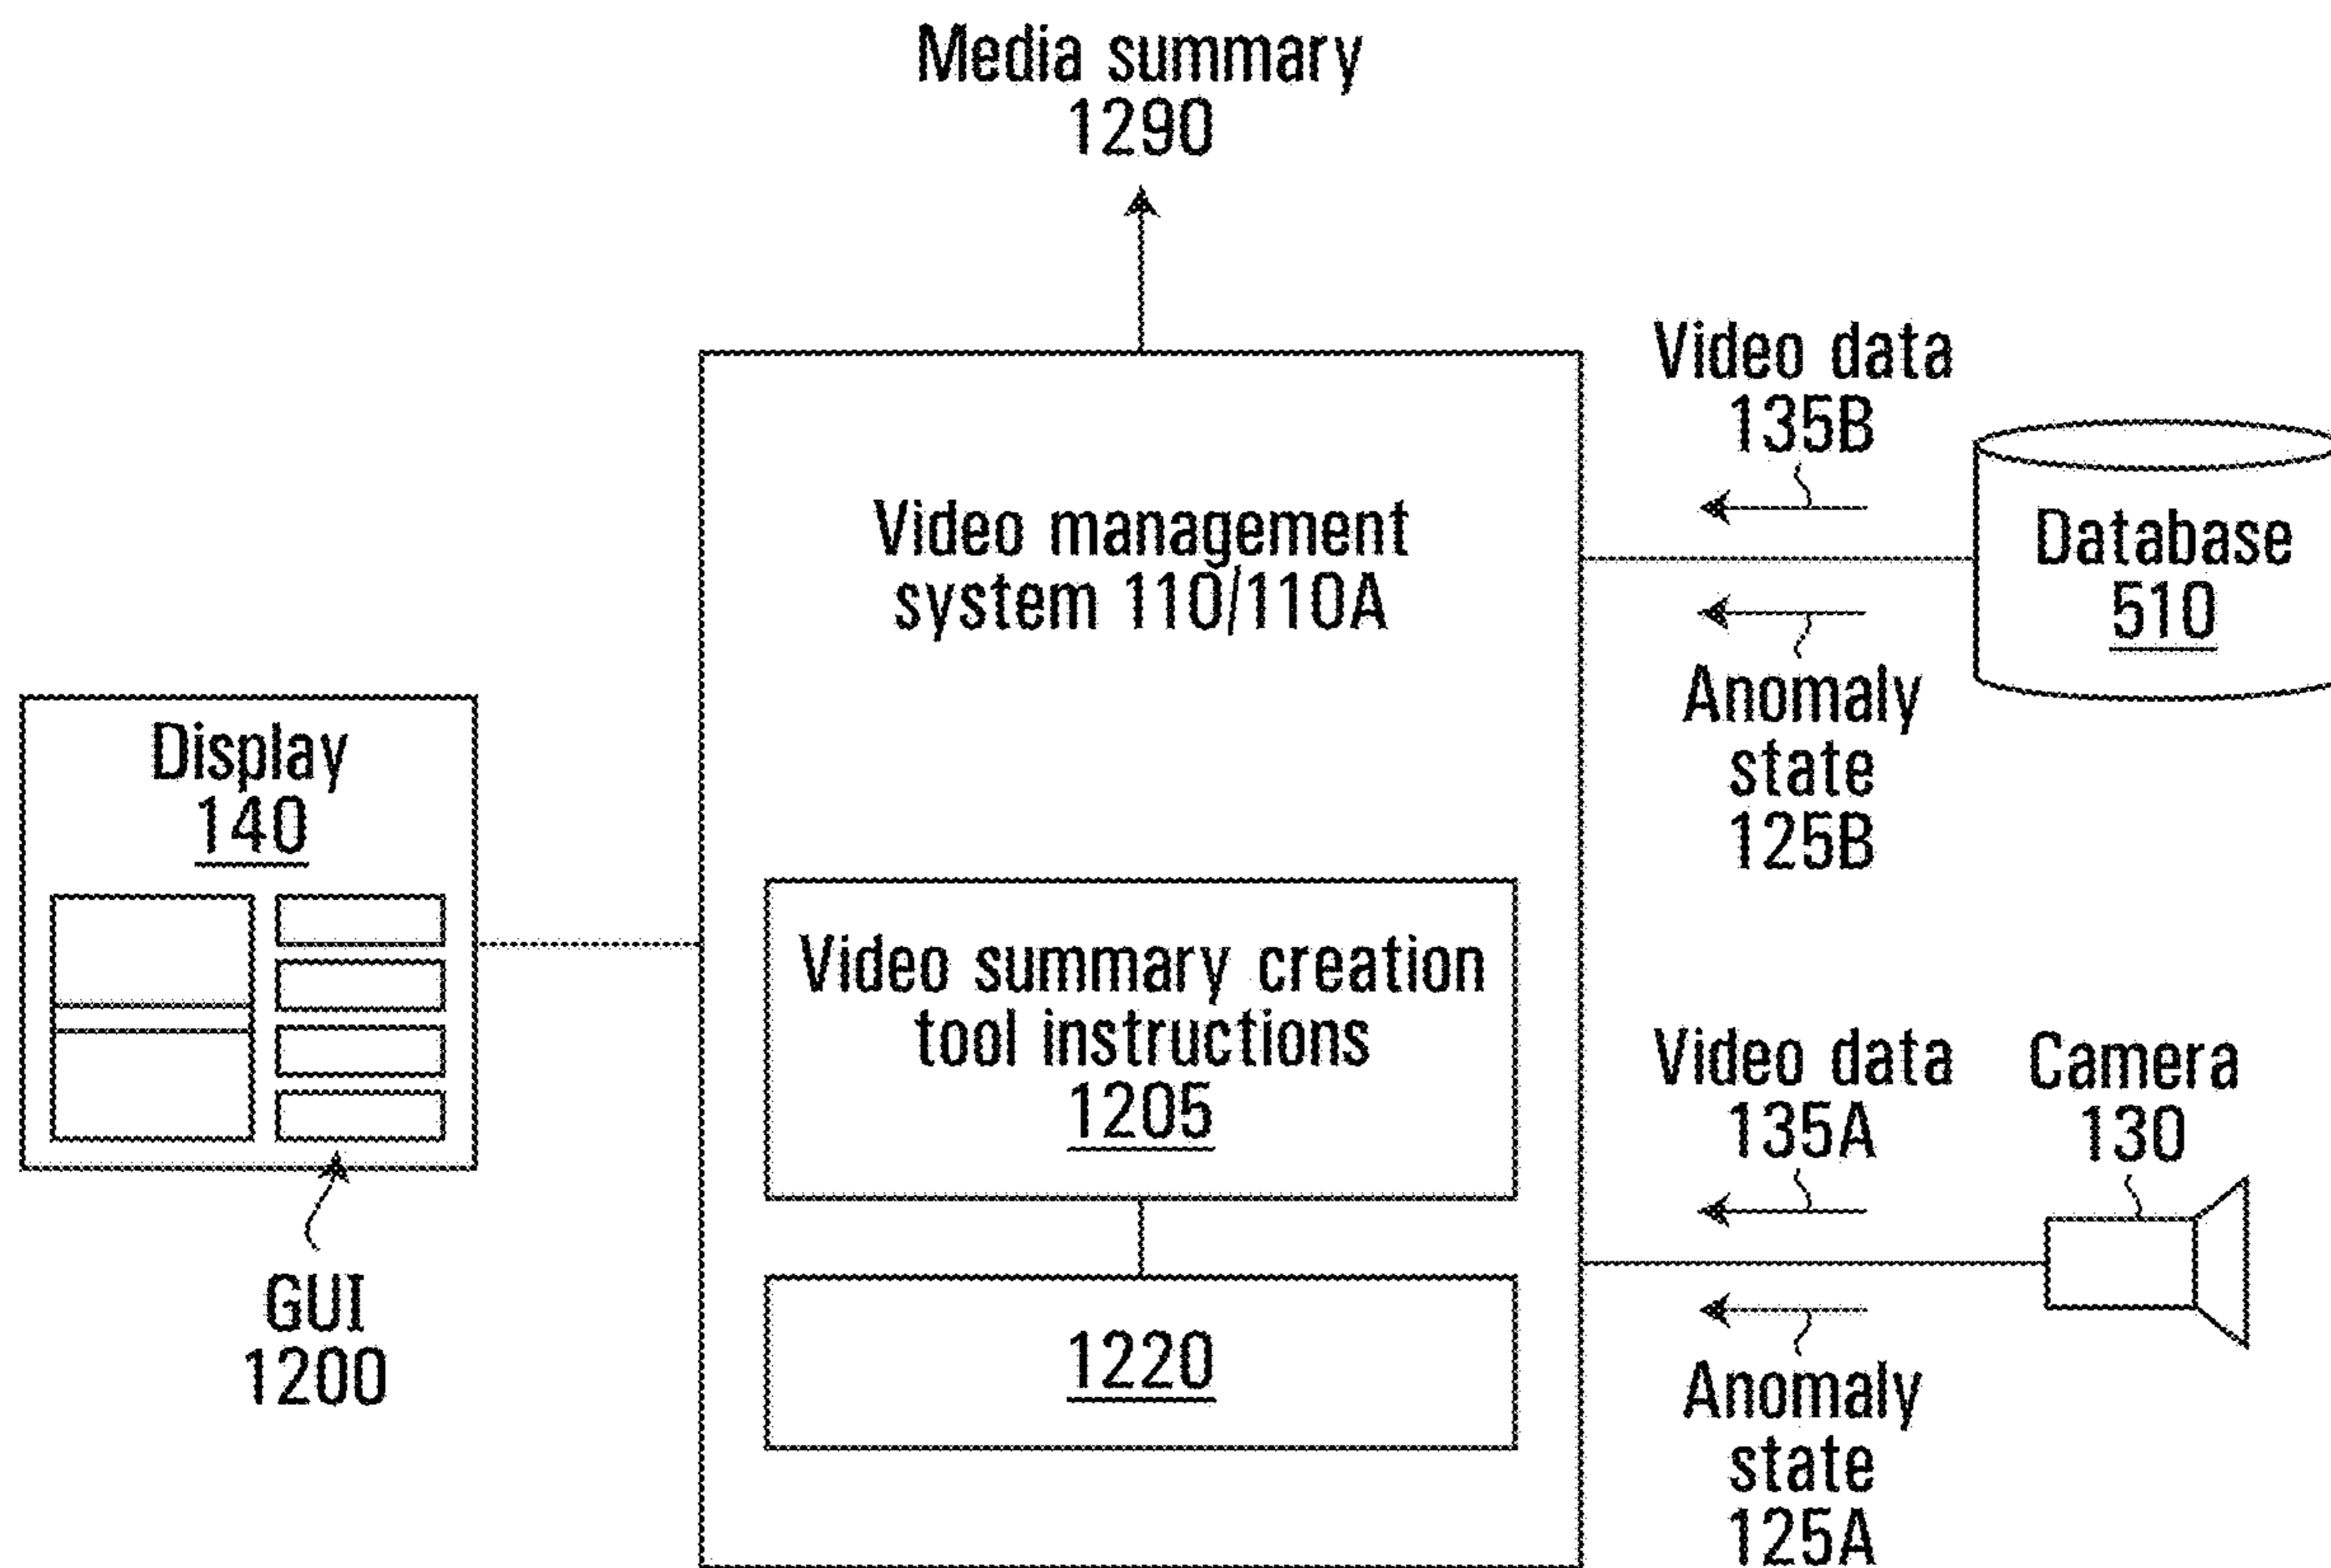 Media summary
1290
Video data
135B
Video management
system 110/110A
Database
510
Anomaly
state
125B
Display
140
Video summary creation
tool instructions
1205
Video data
135A
Camera
130
GUI
1200
1220
Anomaly
state
125A